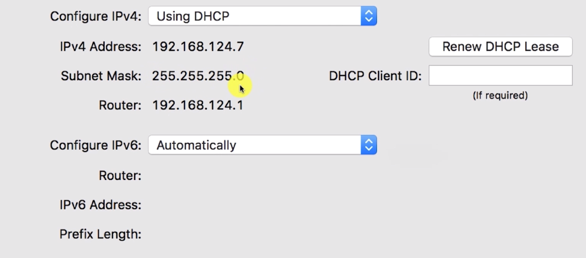 Configure IPv4: Using DHCP
IPv4 Address: 192.168.124.7 Renew DHCP Lease
Subnet Mask: 255.255.255.0 DHCP Client ID:
(If required)
Router: 192.168.124.1
Configure IPv6: Automatically
Router:
IPv6 Address:
Prefix Length: